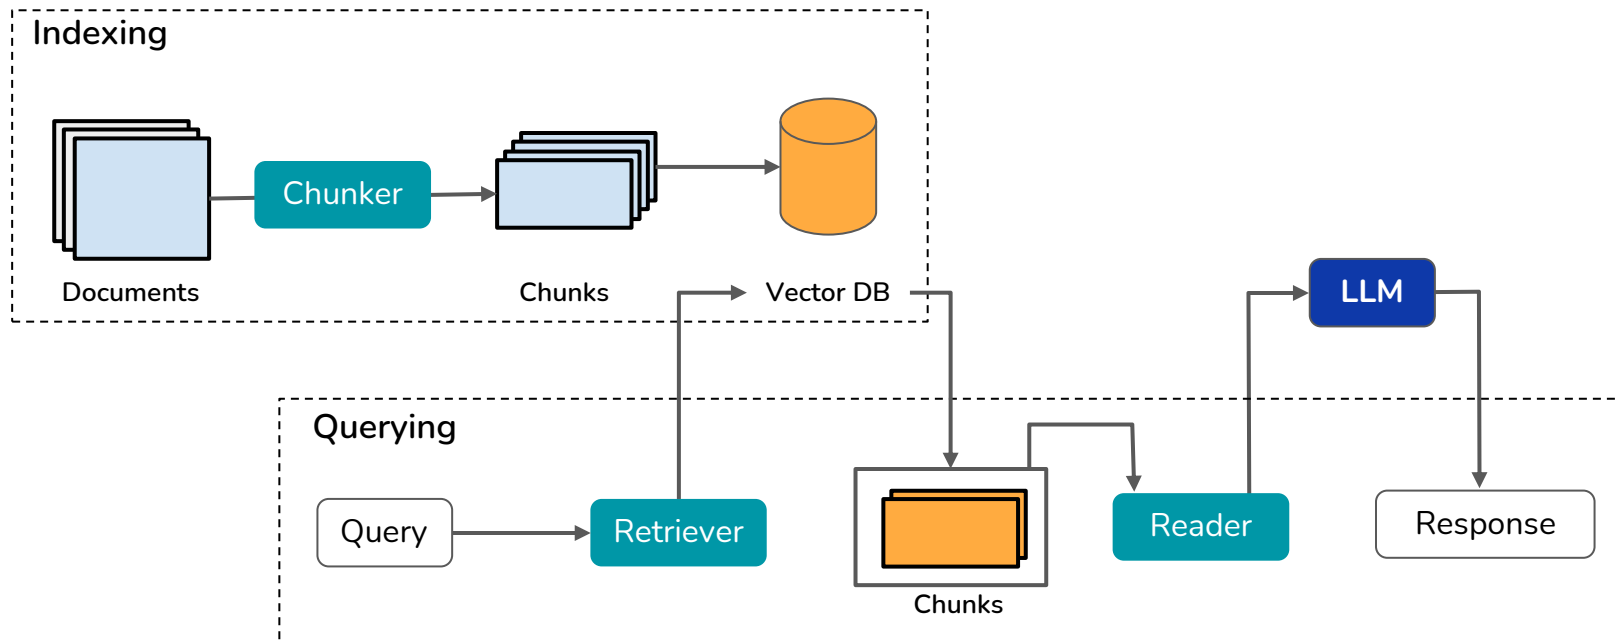 Indexing
Chunker
Documents
Chunks
Vector DB
LLM
Querying
Query
Retriever
Reader
Response
Chunks